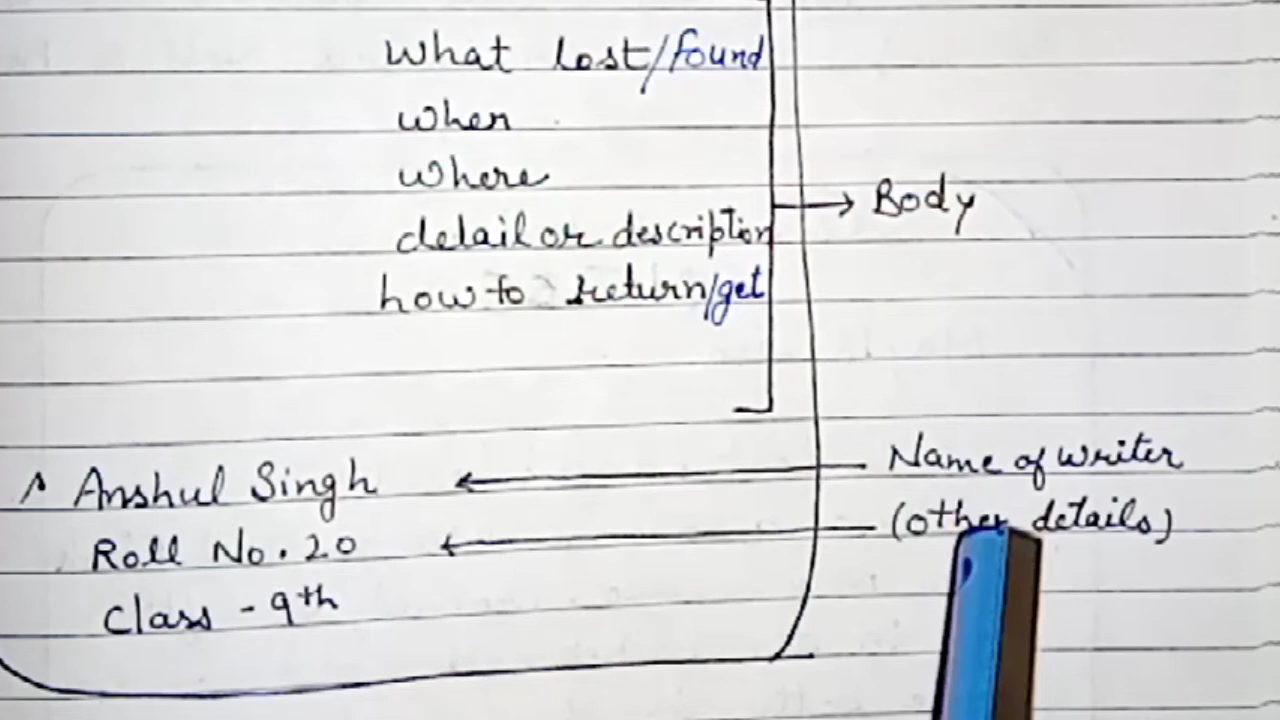 What lost/found
when
where
detail or description
how to return/get
Body
Anshul Singh
Name of writer
Roll No. 20
(other details)
Class - 9th